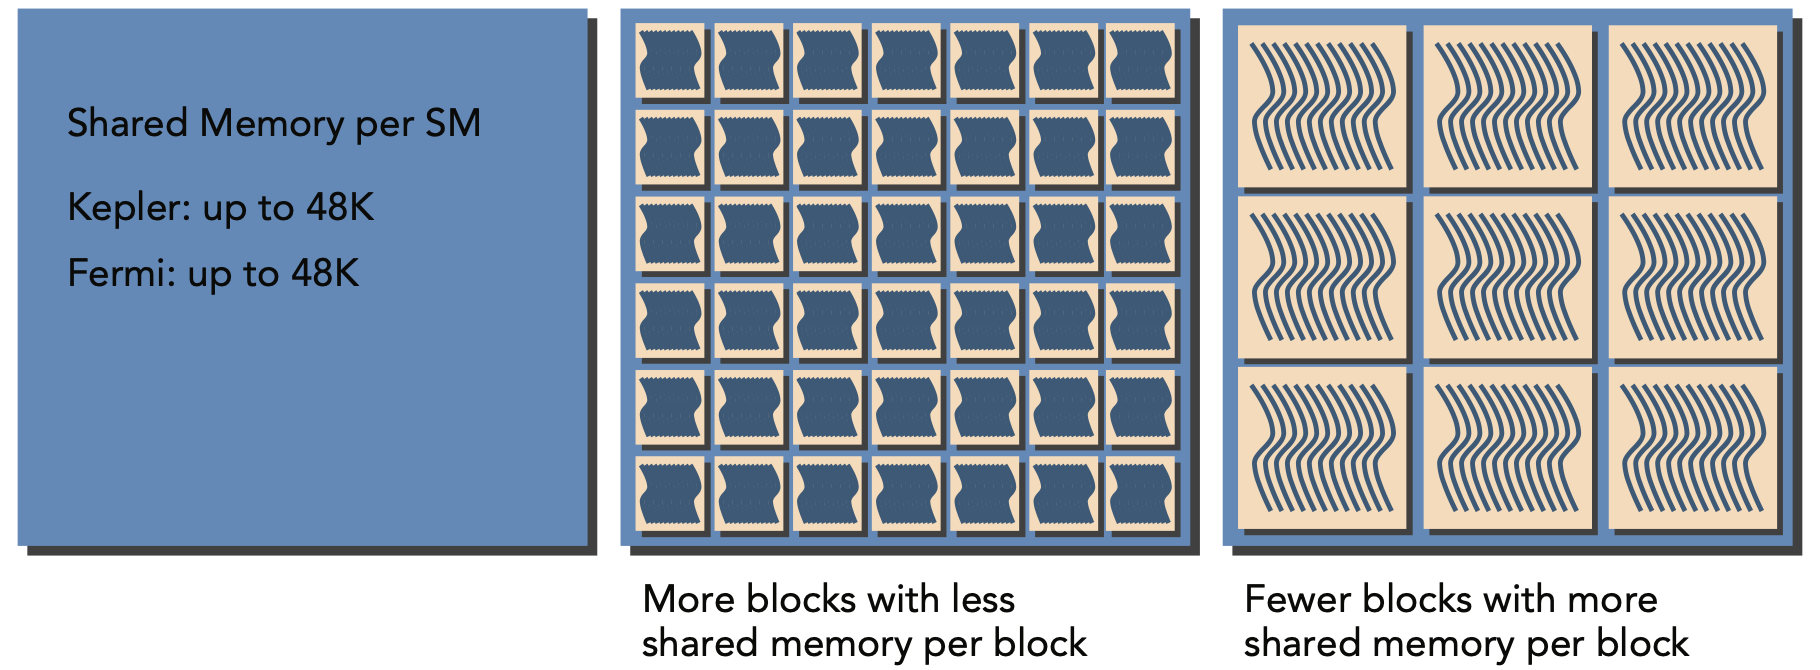 Shared Memory per SM
Kepler: up to 48K
Fermi: up to 48K
More blocks with less
shared memory per block
Fewer blocks with more
shared memory per block